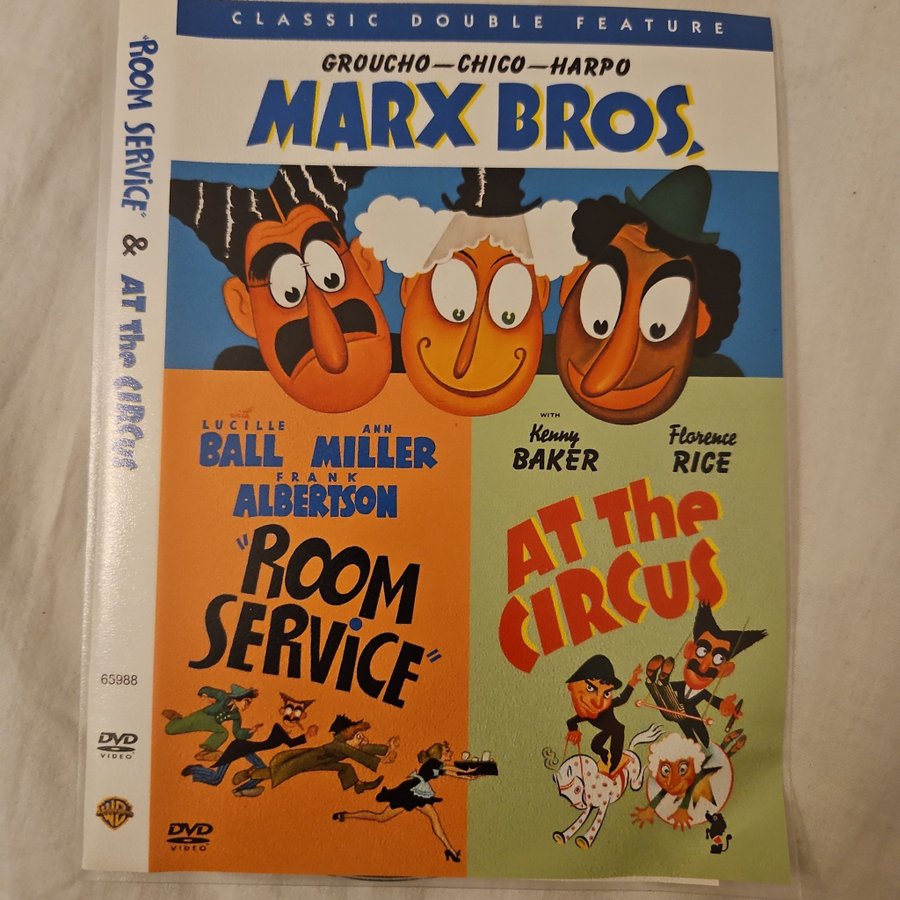 CLASSIC DOUBLE FEATURE
GROUCHO—CHICO—HARPO
MARX BROS.
"ROOM SERVICE" & AT The CIRCUS
65988
DVD
VIDEO
WB
LUCILLE BALL
ANN MILLER
FRANK ALBERTSON
"ROOM
SERVICE"
DVD
VIDEO
WITH
Kenny BAKER
Florence RICE
AT The
CIRCUS